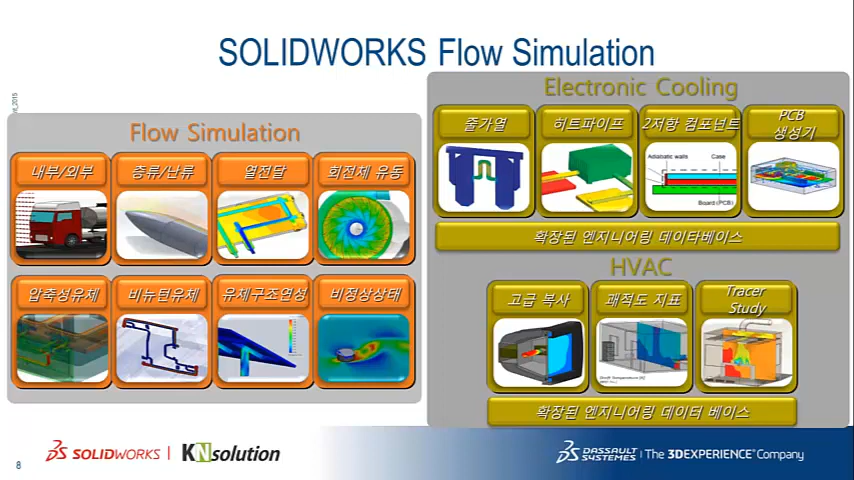 SOLIDWORKS Flow Simulation
Flow Simulation
내부/외부
층류/난류
열전달
회전체 유동
압축성유체
비뉴턴유체
유체구조연성
비정상상태
Electronic Cooling
줄가열
히트파이프
2저항 컴포넌트
PCB
생성기
Adiabatic walls
Case
Board (PCB)
확장된 엔지니어링 데이타베이스
HVAC
고급 복사
쾌적도 지표
Tracer
Study
확장된 엔지니어링 데이터 베이스
SOLIDWORKS
KNsolution
DASSAULT
SYSTEMES
The 3DEXPERIENCE Company
8